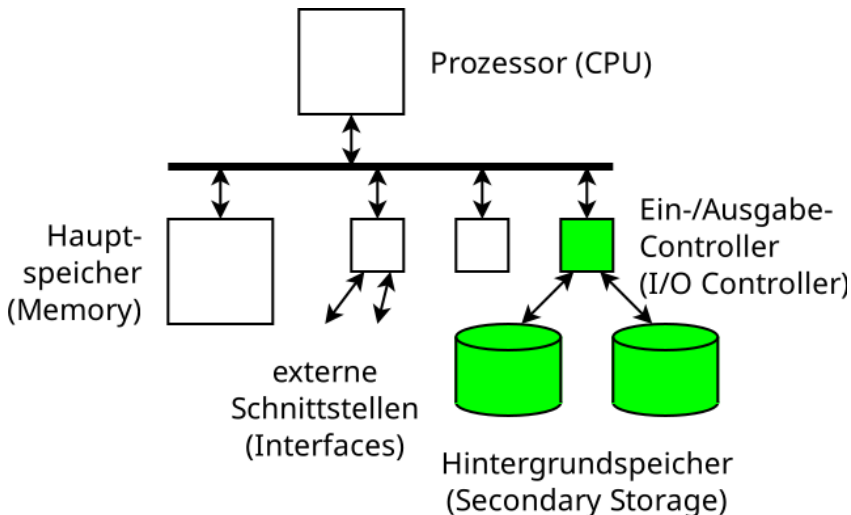 Prozessor (CPU)
Haupt-
speicher
(Memory)
Ein-/Ausgabe-
Controller
(I/O Controller)
externe
Schnittstellen
(Interfaces)
Hintergrundspeicher
(Secondary Storage)